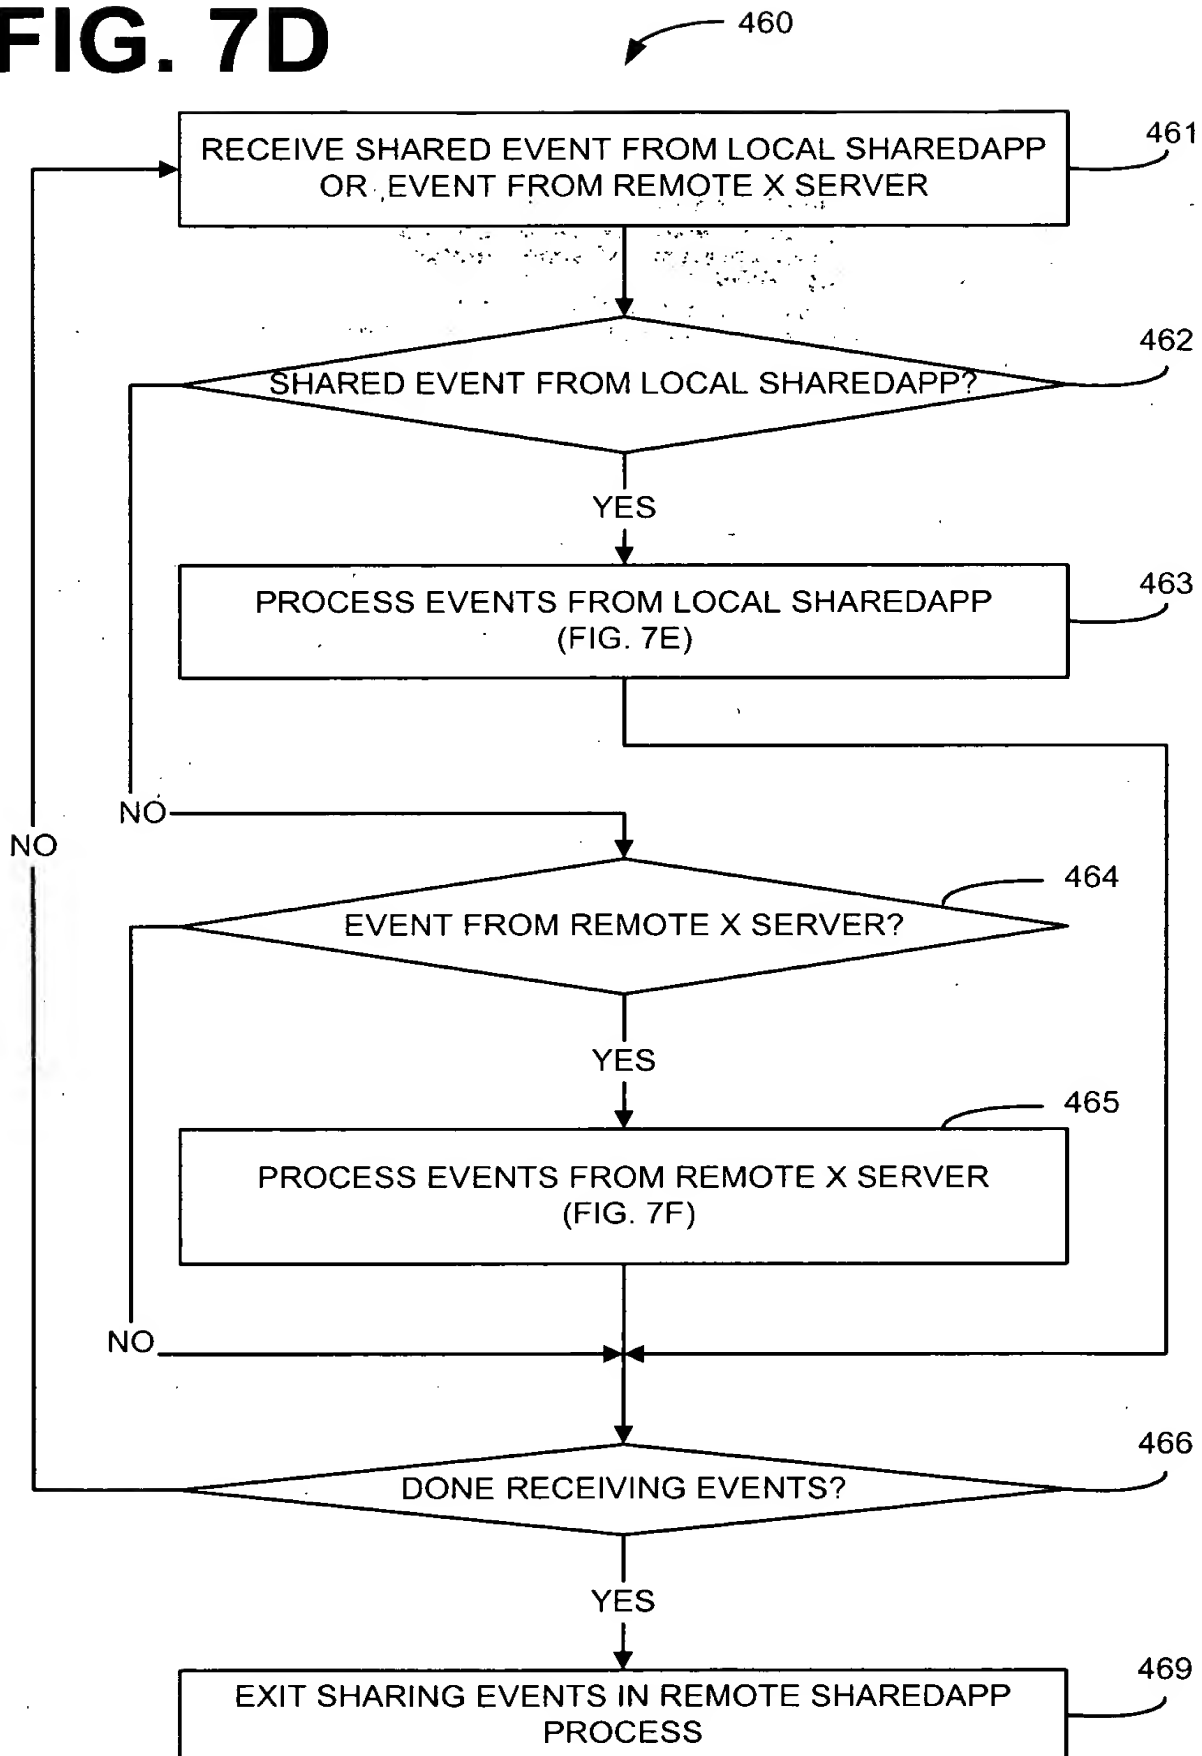 FIG. 7D
460
RECEIVE SHARED EVENT FROM LOCAL SHAREDAPP
OR EVENT FROM REMOTE X SERVER
461
SHARED EVENT FROM LOCAL SHAREDAPP?
462
YES
PROCESS EVENTS FROM LOCAL SHAREDAPP
(FIG. 7E)
463
NO
NO
EVENT FROM REMOTE X SERVER?
464
YES
PROCESS EVENTS FROM REMOTE X SERVER
(FIG. 7F)
465
NO
DONE RECEIVING EVENTS?
466
YES
EXIT SHARING EVENTS IN REMOTE SHAREDAPP
PROCESS
469